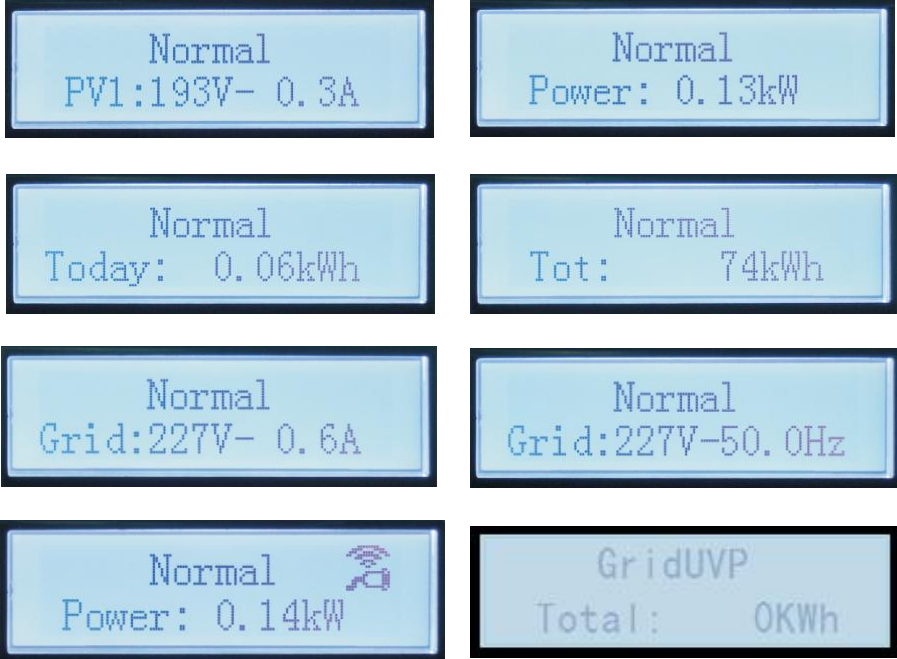 Normal
PV1:193V- 0.3A
Normal
Power: 0.13kW
Normal
Today: 0.06kWh
Normal
Tot: 74kWh
Normal
Grid:227V- 0.6A
Normal
Grid:227V-50.0Hz
Normal
Power: 0.14kW
GridUVP
Total: 0KWh